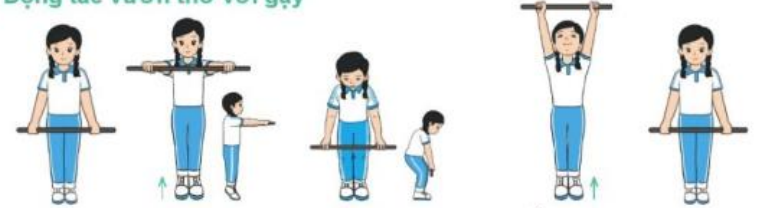 Động tác vươn thở với gậy